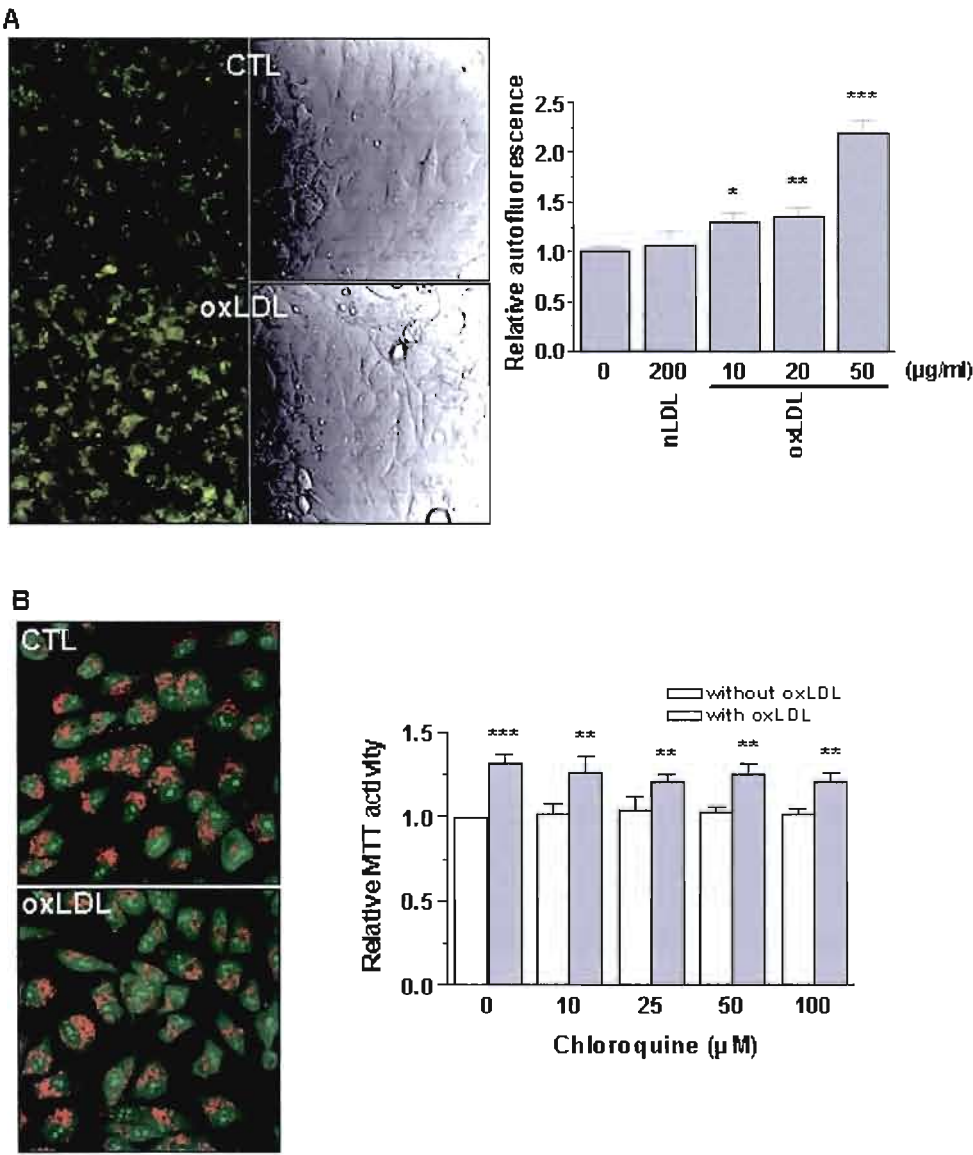 A
CTL
oxLDL
Relative autofluorescence
2.5
2.0
1.5
1.0
0.5
0.0
*
**
***
0 200 10 20 50 (µg/ml)
nLDL
oxLDL
B
CTL
oxLDL
without oxLDL
with oxLDL
Relative MTT activity
1.5
1.0
0.5
0.0
*** ** ** ** **
0 10 25 50 100
Chloroquine (µM)